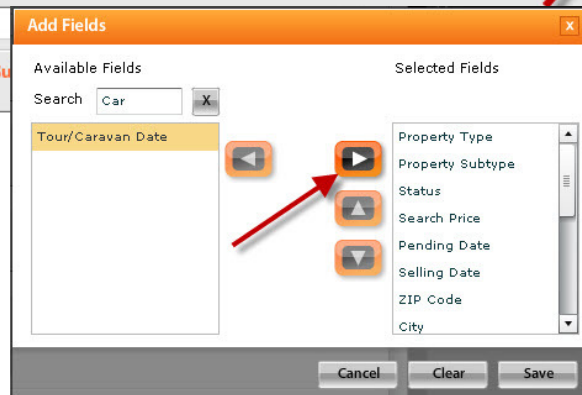 Add Fields
X
Available Fields
Selected Fields
Search Car X
Tour/Caravan Date
Property Type
Property Subtype
Status
Search Price
Pending Date
Selling Date
ZIP Code
City
Cancel Clear Save